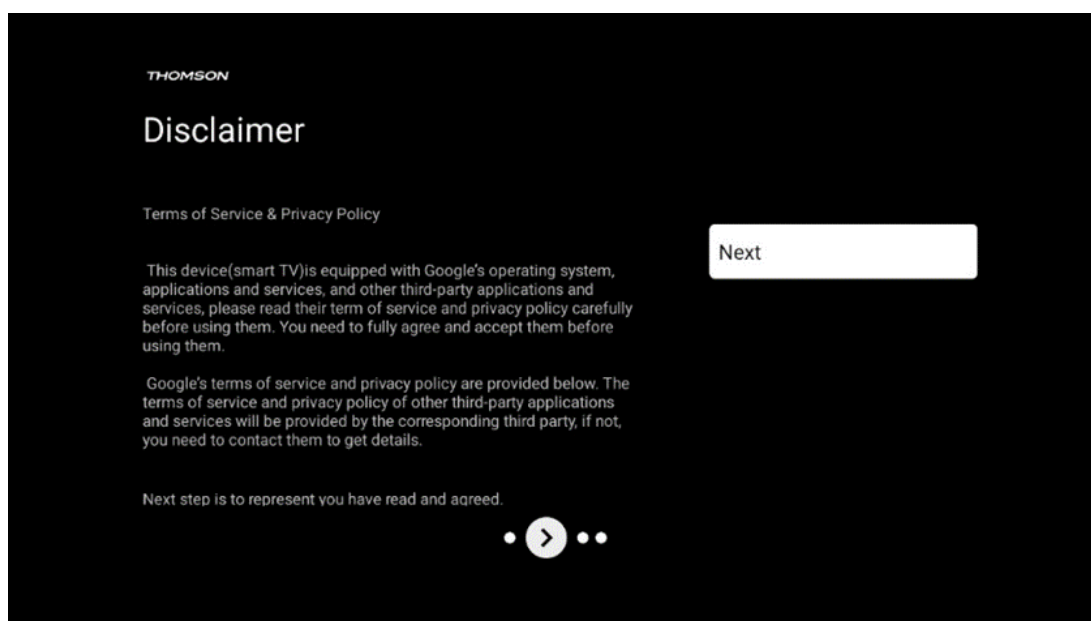 THOMSON
Disclaimer
Terms of Service & Privacy Policy
This device(smart TV)is equipped with Google's operating system,
applications and services, and other third-party applications and
services, please read their term of service and privacy policy carefully
before using them. You need to fully agree and accept them before
using them.
Google's terms of service and privacy policy are provided below. The
terms of service and privacy policy of other third-party applications
and services will be provided by the corresponding third party, if not,
you need to contact them to get details.
Next step is to represent you have read and agreed.
Next